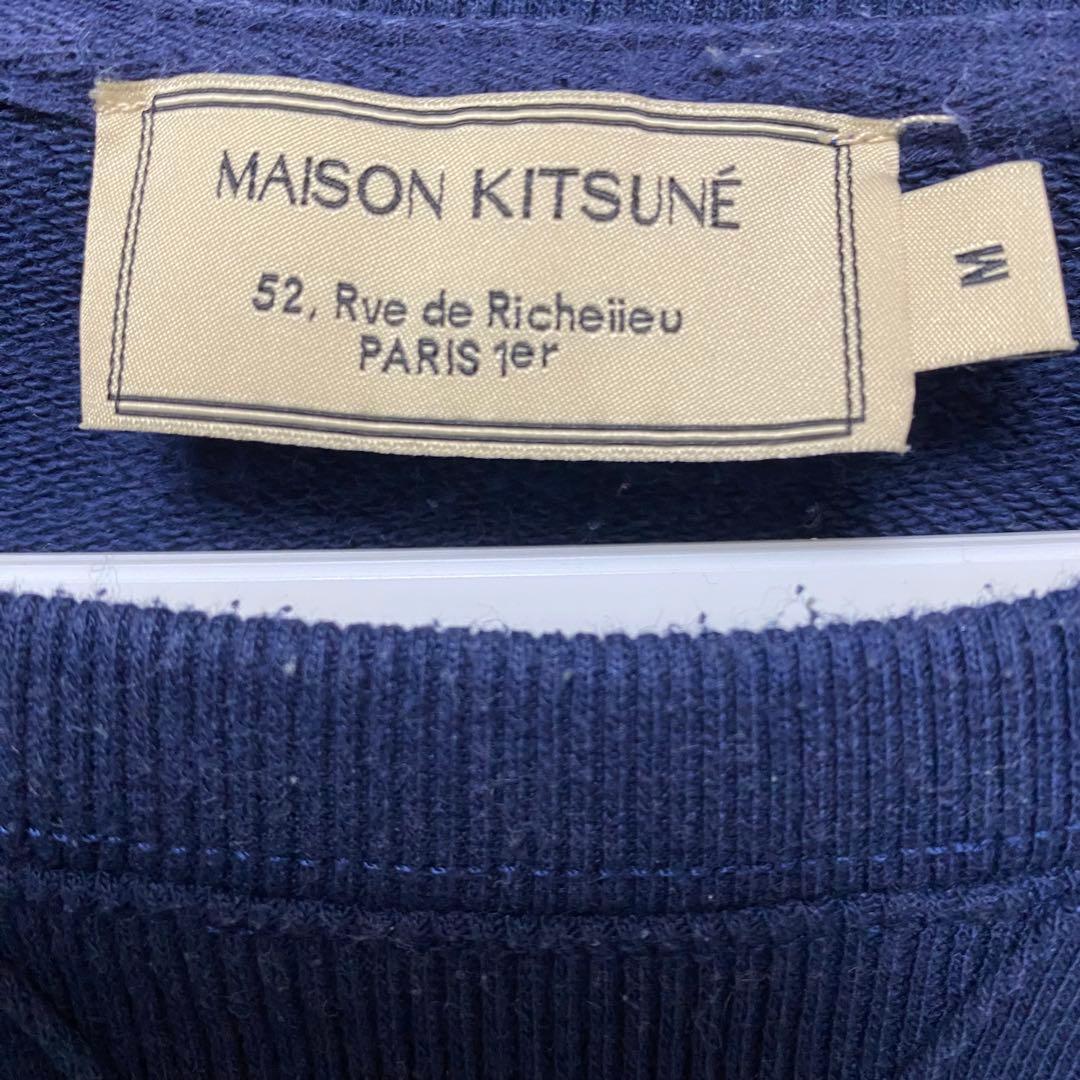 MAISON KITSUNÉ
52, Rve de Richeiieu
PARIS 1er
M